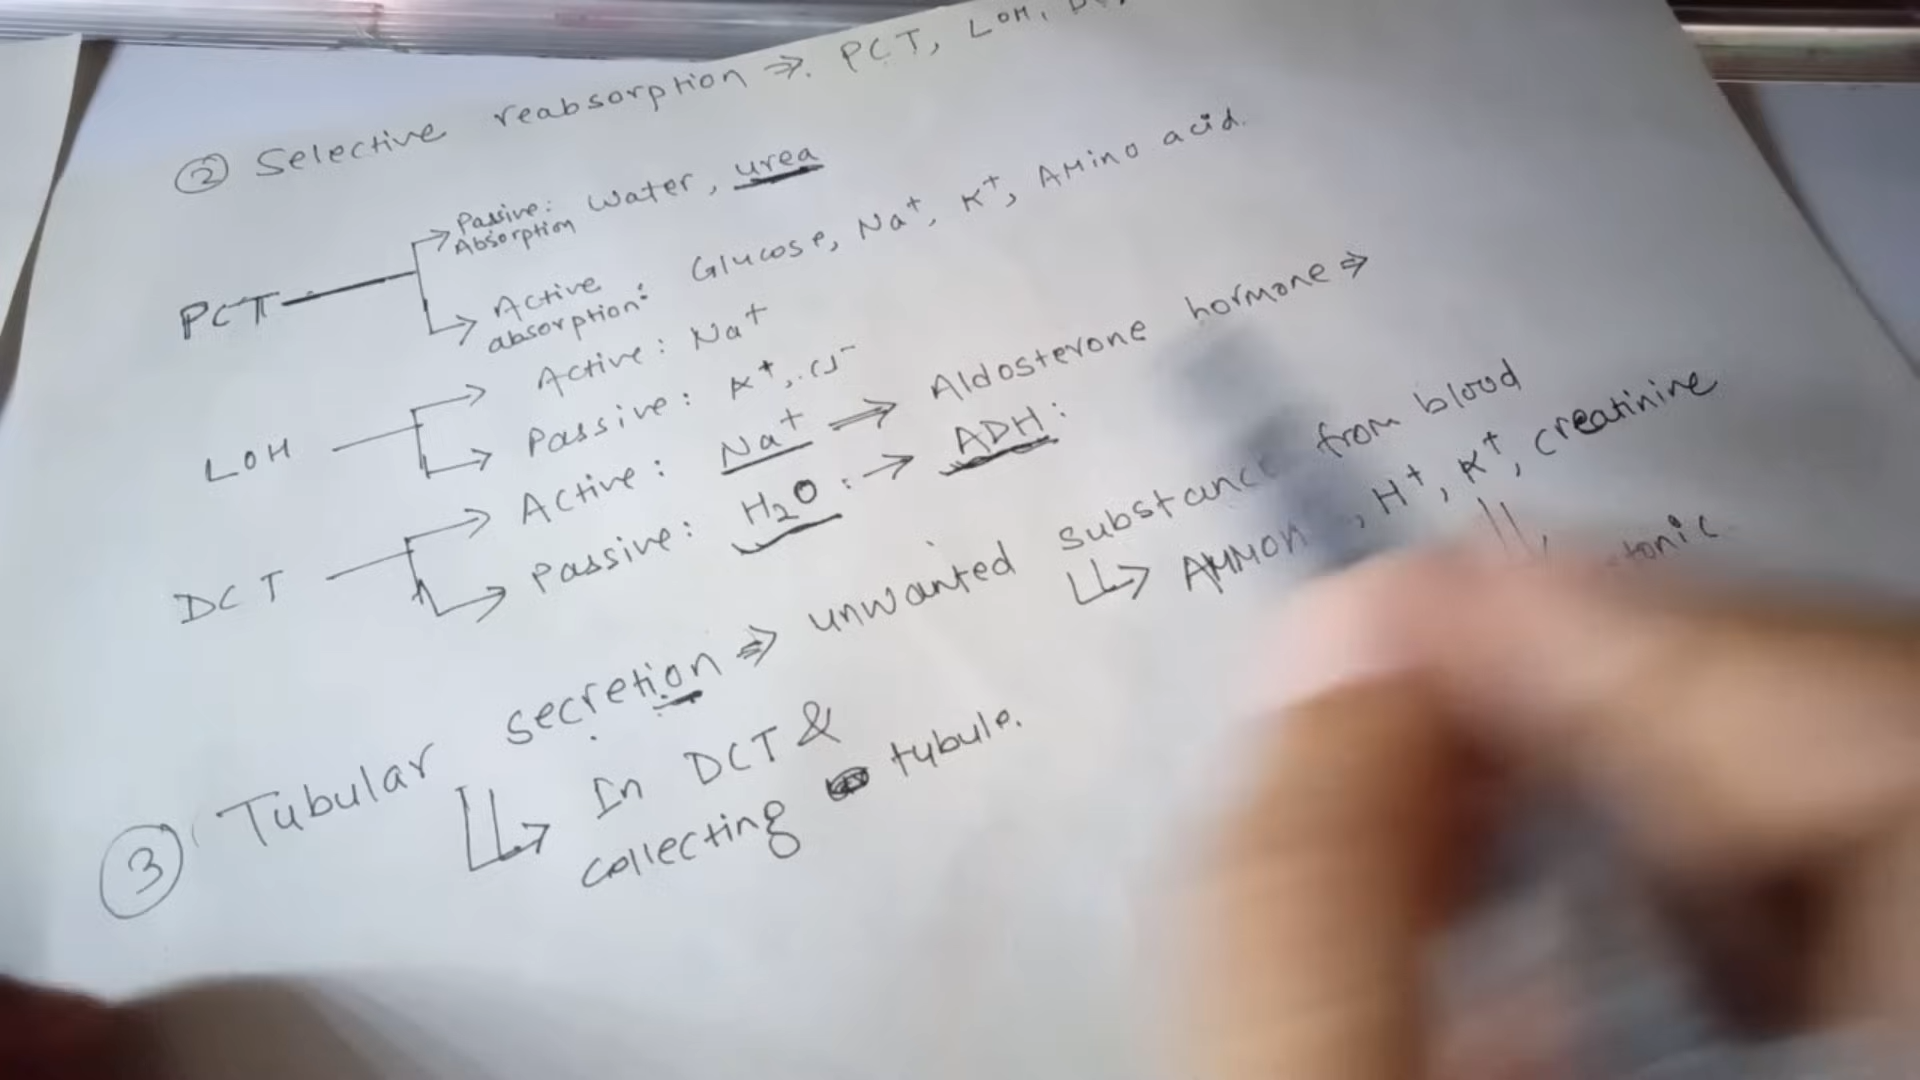 ② Selective reabsorption ⇒ PCT, LOH,
PCT
Passive Absorption: Water, urea
Active absorption: Glucose, Na⁺, K⁺, Amino acid.
LOH
Active: Na⁺
Passive: K⁺, Cl⁻
DCT
Active: Na⁺ ⇒ Aldosterone hormone ⇒
Passive: H₂O: → ADH:
③ Tubular secretion ⇒ unwanted substance from blood
↳ , H⁺, K⁺, creatinine
↳ In DCT &
collecting tubule.